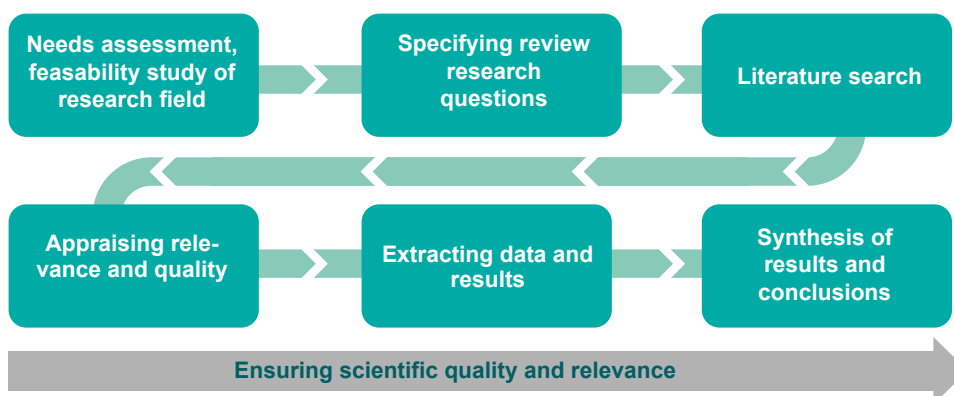 Needs assessment,
feasability study of
research field
Specifying review
research
questions
Literature search
Appraising rele-
vance and quality
Extracting data and
results
Synthesis of
results and
conclusions
Ensuring scientific quality and relevance